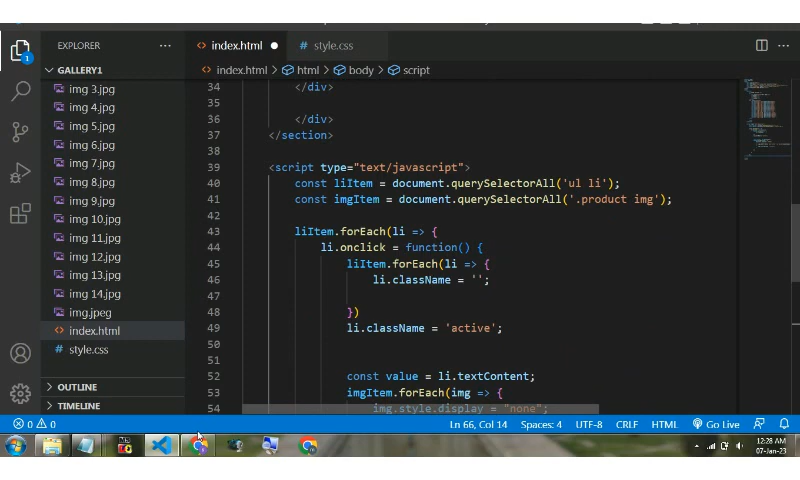 EXPLORER
index.html
# style.css
GALLERY1
img 3.jpg
img 4.jpg
img 5.jpg
img 6.jpg
img 7.jpg
img 8.jpg
img 9.jpg
img 10.jpg
img 11.jpg
img 12.jpg
img 13.jpg
img 14.jpg
img.jpeg
<> index.html
# style.css
OUTLINE
TIMELINE
<> index.html > html > body > script
34 </div>
35
36 </div>
37 </section>
38
39 <script type="text/javascript">
40 const liItem = document.querySelectorAll('ul li');
41 const imgItem = document.querySelectorAll('.product img');
42
43 liItem.forEach(li => {
44 li.onclick = function() {
45 liItem.forEach(li => {
46 li.className = '';
47
48 })
49 li.className = 'active';
50
51
52 const value = li.textContent;
53 imgItem.forEach(img => {
54 img.style.display = "none";
0 0
Ln 66, Col 14 Spaces: 4 UTF-8 CRLF HTML Go Live
12:28 AM
07-Jan-23